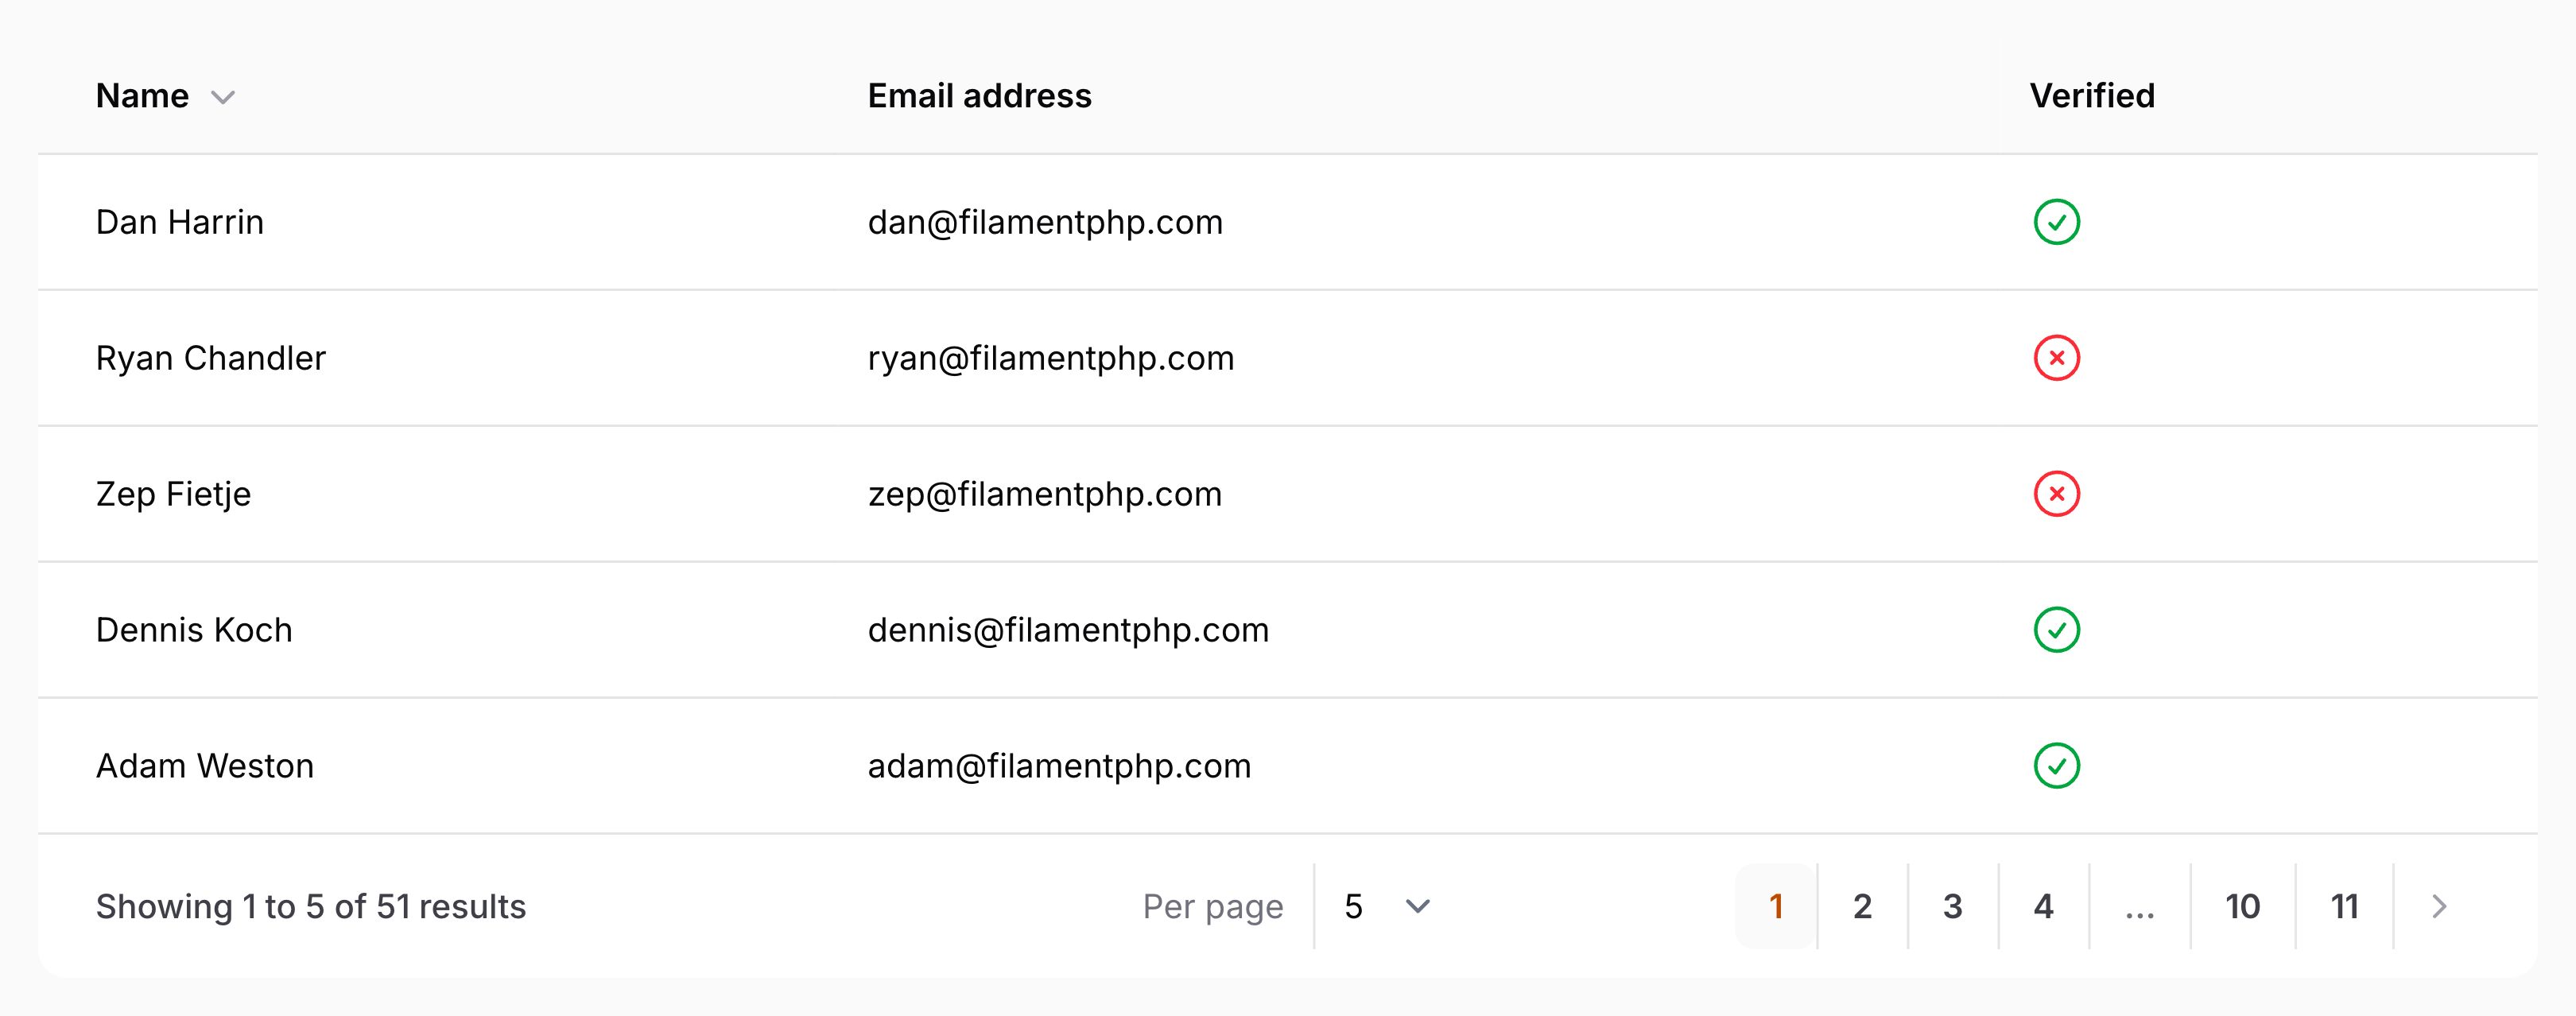 Name Email address Verified
Dan Harrin dan@filamentphp.com
Ryan Chandler ryan@filamentphp.com
Zep Fietje zep@filamentphp.com
Dennis Koch dennis@filamentphp.com
Adam Weston adam@filamentphp.com
Showing 1 to 5 of 51 results Per page 5 1 2 3 4 ... 10 11